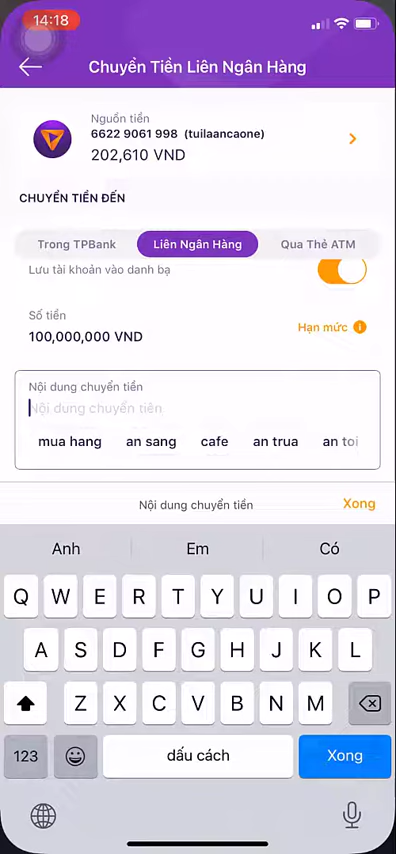 14:18
Chuyển Tiền Liên Ngân Hàng
Nguồn tiền
6622 9061 998 (tuilaancaone)
202,610 VND
CHUYỂN TIỀN ĐẾN
Trong TPBank Liên Ngân Hàng Qua Thẻ ATM
Lưu tài khoản vào danh bạ
Số tiền
100,000,000 VND
Hạn mức
Nội dung chuyển tiền
Nội dung chuyển tiền
mua hang an sang cafe an trua an toi
Nội dung chuyển tiền Xong
Anh Em Có
Q W E R T Y U I O P
A S D F G H J K L
Z X C V B N M
123 dấu cách Xong